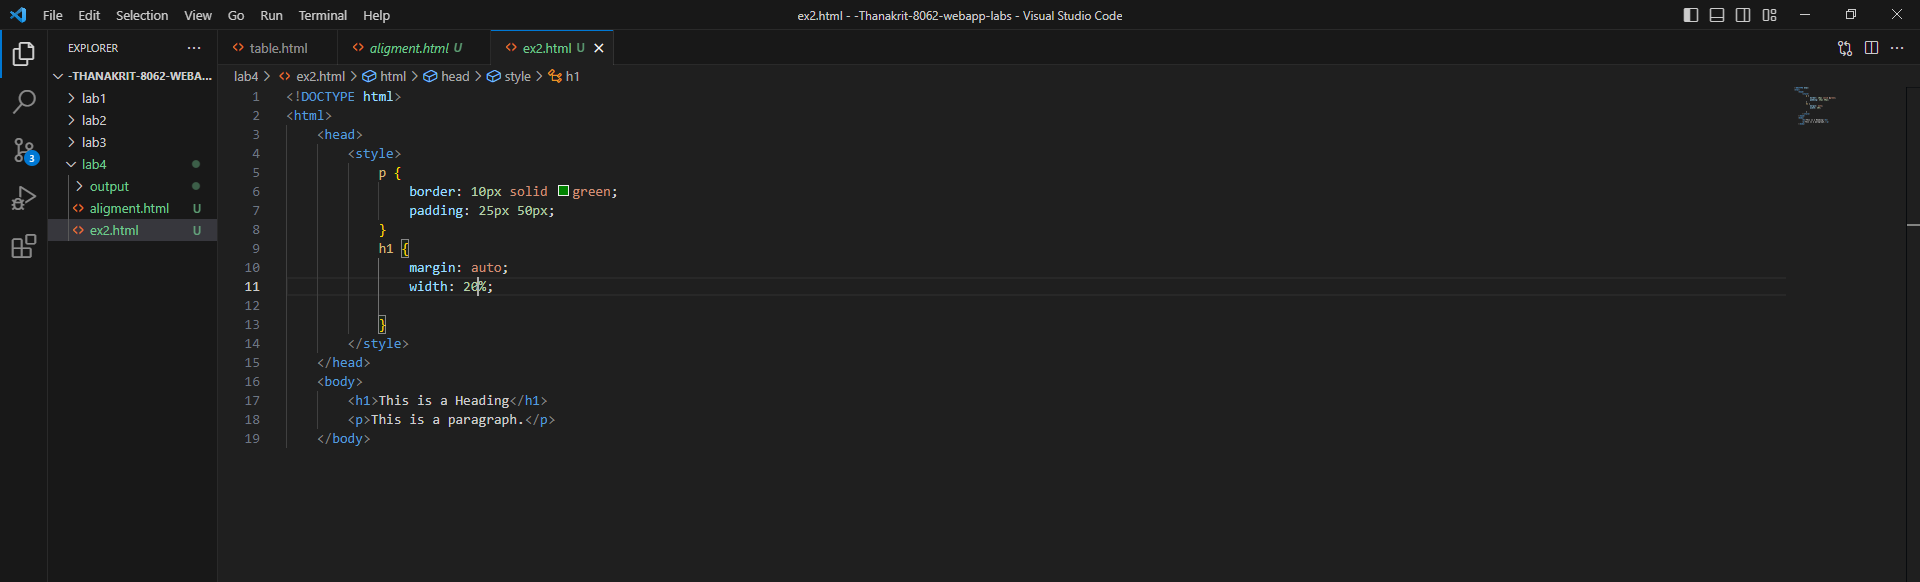 File Edit Selection View Go Run Terminal Help ex2.html - -Thanakrit-8062-webapp-labs - Visual Studio Code
EXPLORER
table.html aligment.html U ex2.html U
-THANAKRIT-8062-WEBA...
lab4 > ex2.html > html > head > style > h1
lab1
lab2
lab3
lab4
output
aligment.html U
ex2.html U
3
1 <!DOCTYPE html>
2 <html>
3 <head>
4 <style>
5 p {
6 border: 10px solid green;
7 padding: 25px 50px;
8 }
9 h1 {
10 margin: auto;
11 width: 20%;
12
13 }
14 </style>
15 </head>
16 <body>
17 <h1>This is a Heading</h1>
18 <p>This is a paragraph.</p>
19 </body>